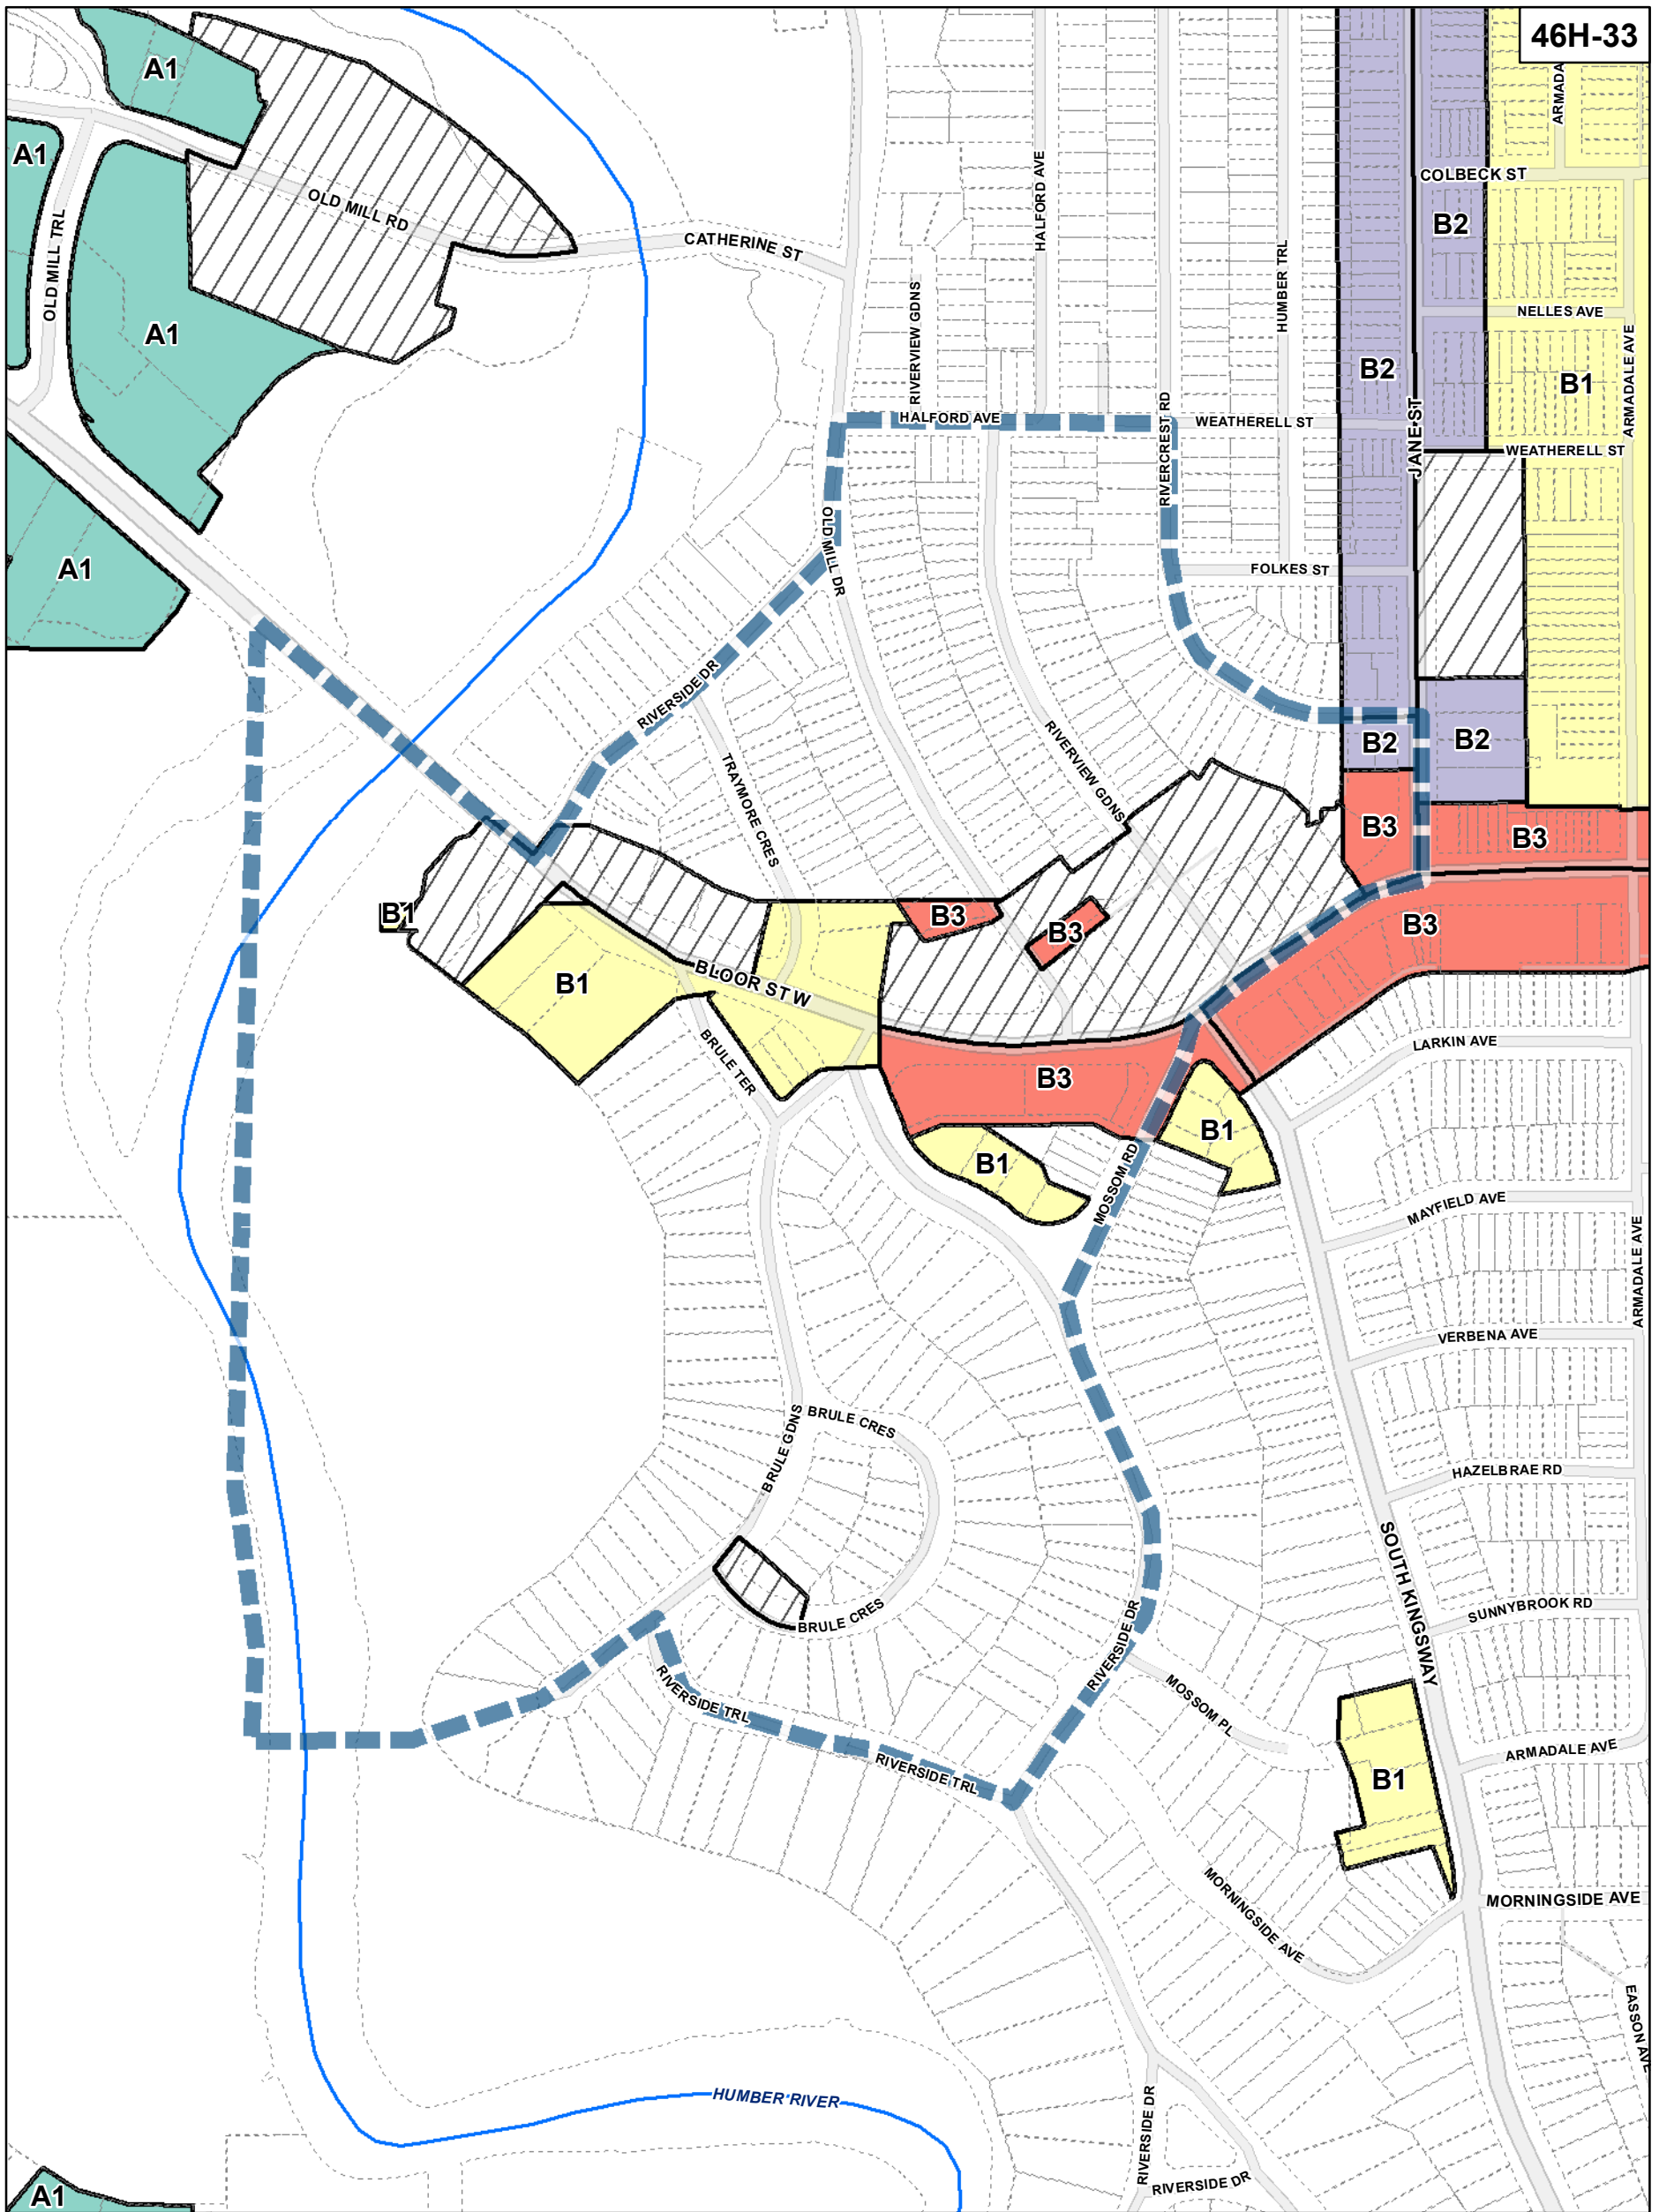 46H-33
A1
ARMADA
A1
COLBECK ST
HALFORD AVE
OLD MILL RD
B2
OLD MILL TRL
CATHERINE ST
HUMBER TRL
RIVERVIEW GDNS
NELLES AVE
A1
B2
B1
ARMADALE AVE
HALFORD AVE
WEATHERELL ST
JANE ST
RIVERCREST RD
WEATHERELL ST
OLD MILL DR
A1
FOLKES ST
RIVERSIDE DR
B2
B2
RIVERVIEW GDNS
TRAYMORE CRES
B3
B3
B1
B3
B3
B3
B1
BLOOR ST W
BRULE TER
LARKIN AVE
B3
B1
B1
MOSSOM RD
MAYFIELD AVE
ARMADALE AVE
VERBENA AVE
BRULE CRES
BRULE GDNS
HAZELBRAE RD
SOUTH KINGSWAY
BRULE CRES
SUNNYBROOK RD
RIVERSIDE DR
RIVERSIDE TRL
MOSSOM PL
ARMADALE AVE
RIVERSIDE TRL
B1
MORNINGSIDE AVE
MORNINGSIDE AVE
EASON AVE
HUMBER RIVER
RIVERSIDE DR
RIVERSIDE DR
A1